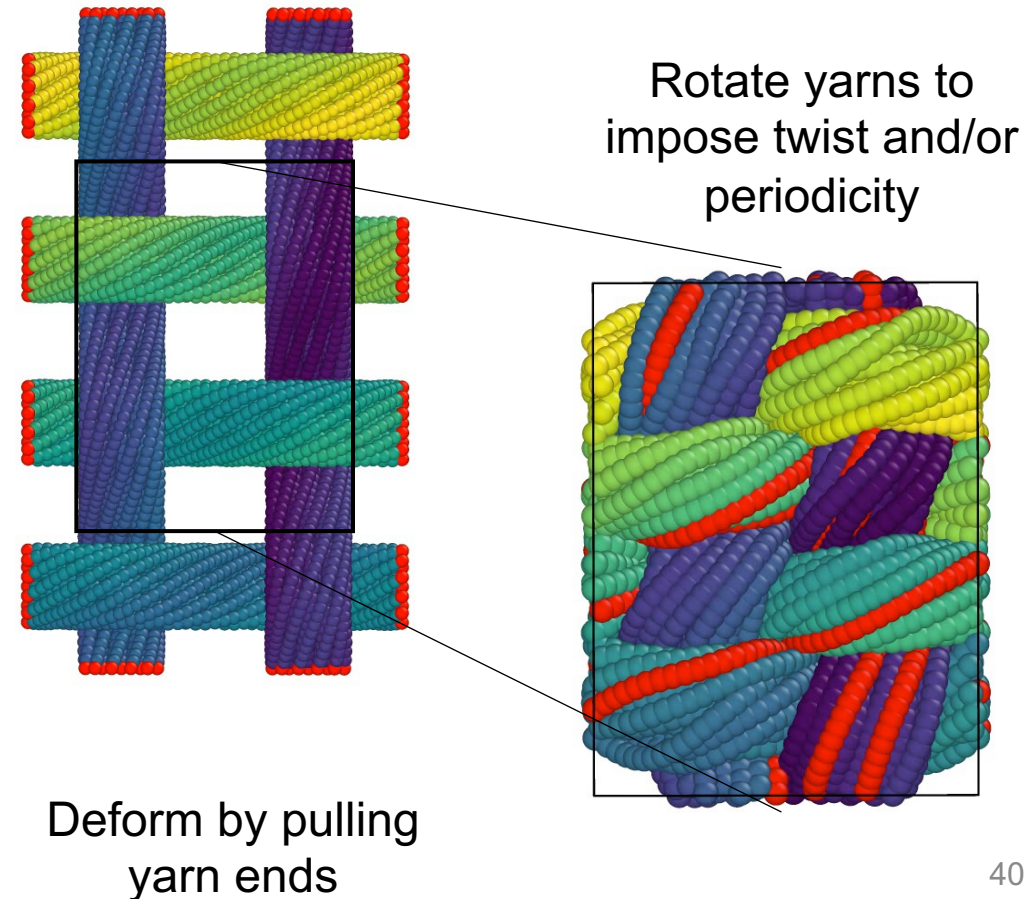 Rotate yarns to
impose twist and/or
periodicity
Deform by pulling
yarn ends
40